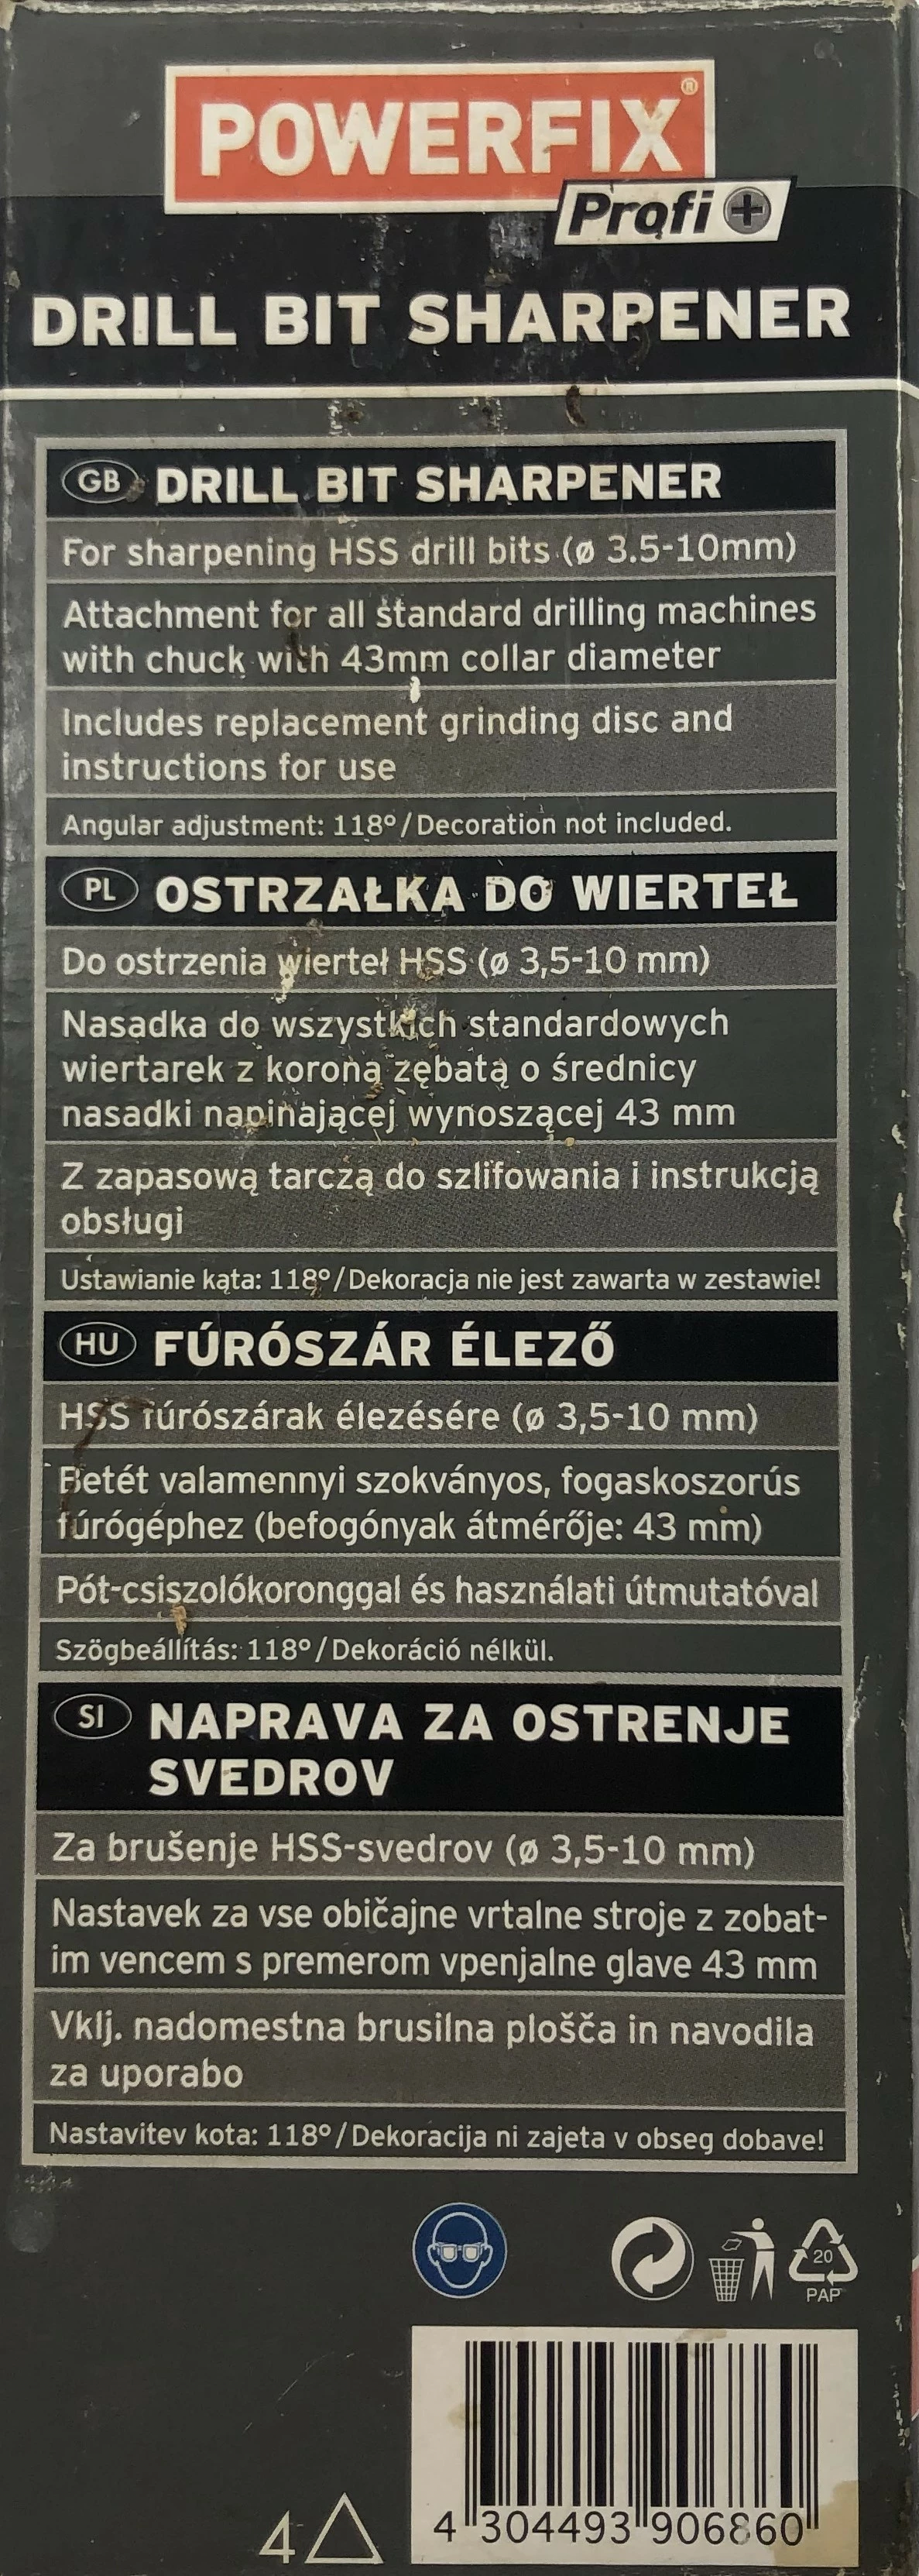 POWERFIX®
Profi+
DRILL BIT SHARPENER
GB DRILL BIT SHARPENER
For sharpening HSS drill bits (ø 3.5-10mm)
Attachment for all standard drilling machines
with chuck with 43mm collar diameter
Includes replacement grinding disc and
instructions for use
Angular adjustment: 118°/Decoration not included.
PL OSTRZAŁKA DO WIERTEŁ
Do ostrzenia wierteł HSS (ø 3,5-10 mm)
Nasadka do wszystkich standardowych
wiertarek z koroną zębatą o średnicy
nasadki napinającej wynoszącej 43 mm
Z zapasową tarczą do szlifowania i instrukcją
obsługi
Ustawianie kąta: 118°/Dekoracja nie jest zawarta w zestawie!
HU FÚRÓSZÁR ÉLEZŐ
HSS fúrószárak élezésére (ø 3,5-10 mm)
Betét valamennyi szokványos, fogaskoszorús
fúrógéphez (befogónyak átmérője: 43 mm)
Pót-csiszolókoronggal és használati útmutatóval
Szögbeállítás: 118°/Dekoráció nélkül.
SI NAPRAVA ZA OSTRENJE
SVEDROV
Za brušenje HSS-svedrov (ø 3,5-10 mm)
Nastavek za vse običajne vrtalne stroje z zobat-
im vencem s premerom vpenjalne glave 43 mm
Vklj. nadomestna brusilna plošča in navodila
za uporabo
Nastavitev kota: 118°/Dekoracija ni zajeta v obseg dobave!
20
PAP
4
4 304493 906860